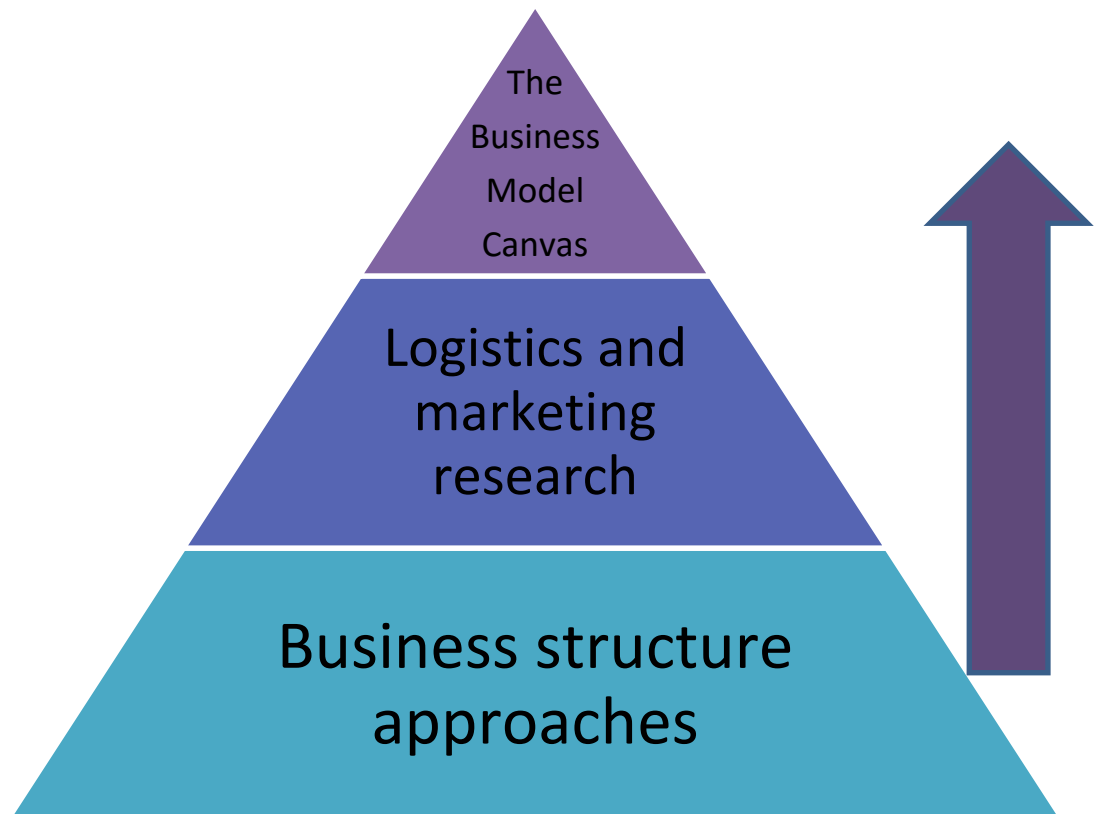 The
Business
Model
Canvas
Logistics and
marketing
research
Business structure
approaches